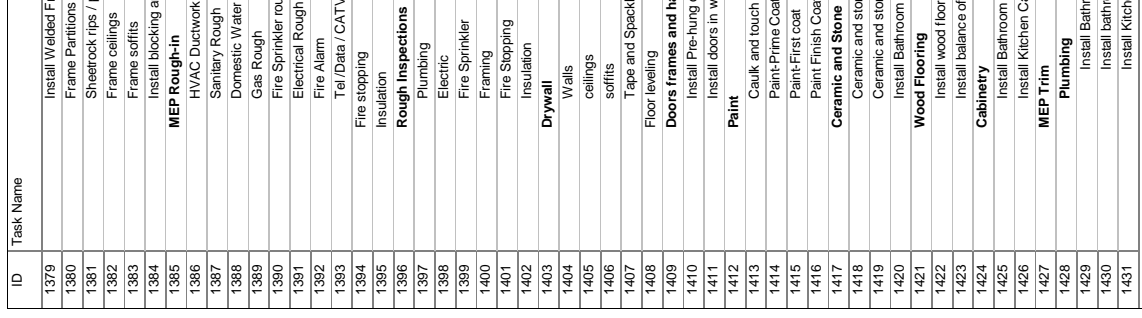 ID Task Name
1379 Install Welded Fr
1380 Frame Partitions
1381 Sheetrock rips / p
1382 Frame ceilings
1383 Frame soffits
1384 Install blocking a
1385 MEP Rough-in
1386 HVAC Ductwork
1387 Sanitary Rough
1388 Domestic Water
1389 Gas Rough
1390 Fire Sprinkler rou
1391 Electrical Rough
1392 Fire Alarm
1393 Tel /Data / CATV
1394 Fire stopping
1395 Insulation
1396 Rough Inspections
1397 Plumbing
1398 Electric
1399 Fire Sprinkler
1400 Framing
1401 Fire Stopping
1402 Insulation
1403 Drywall
1404 Walls
1405 ceilings
1406 soffits
1407 Tape and Spackl
1408 Floor leveling
1409 Doors frames and ha
1410 Install Pre-hung d
1411 Install doors in w
1412 Paint
1413 Caulk and touch
1414 Paint-Prime Coat
1415 Paint-First coat
1416 Paint Finish Coa
1417 Ceramic and Stone
1418 Ceramic and sto
1419 Ceramic and sto
1420 Install Bathroom
1421 Wood Flooring
1422 Install wood floor
1423 Install balance of
1424 Cabinetry
1425 Install Bathroom
1426 Install Kitchen Ca
1427 MEP Trim
1428 Plumbing
1429 Install Bathr
1430 Install bathr
1431 Install Kitch